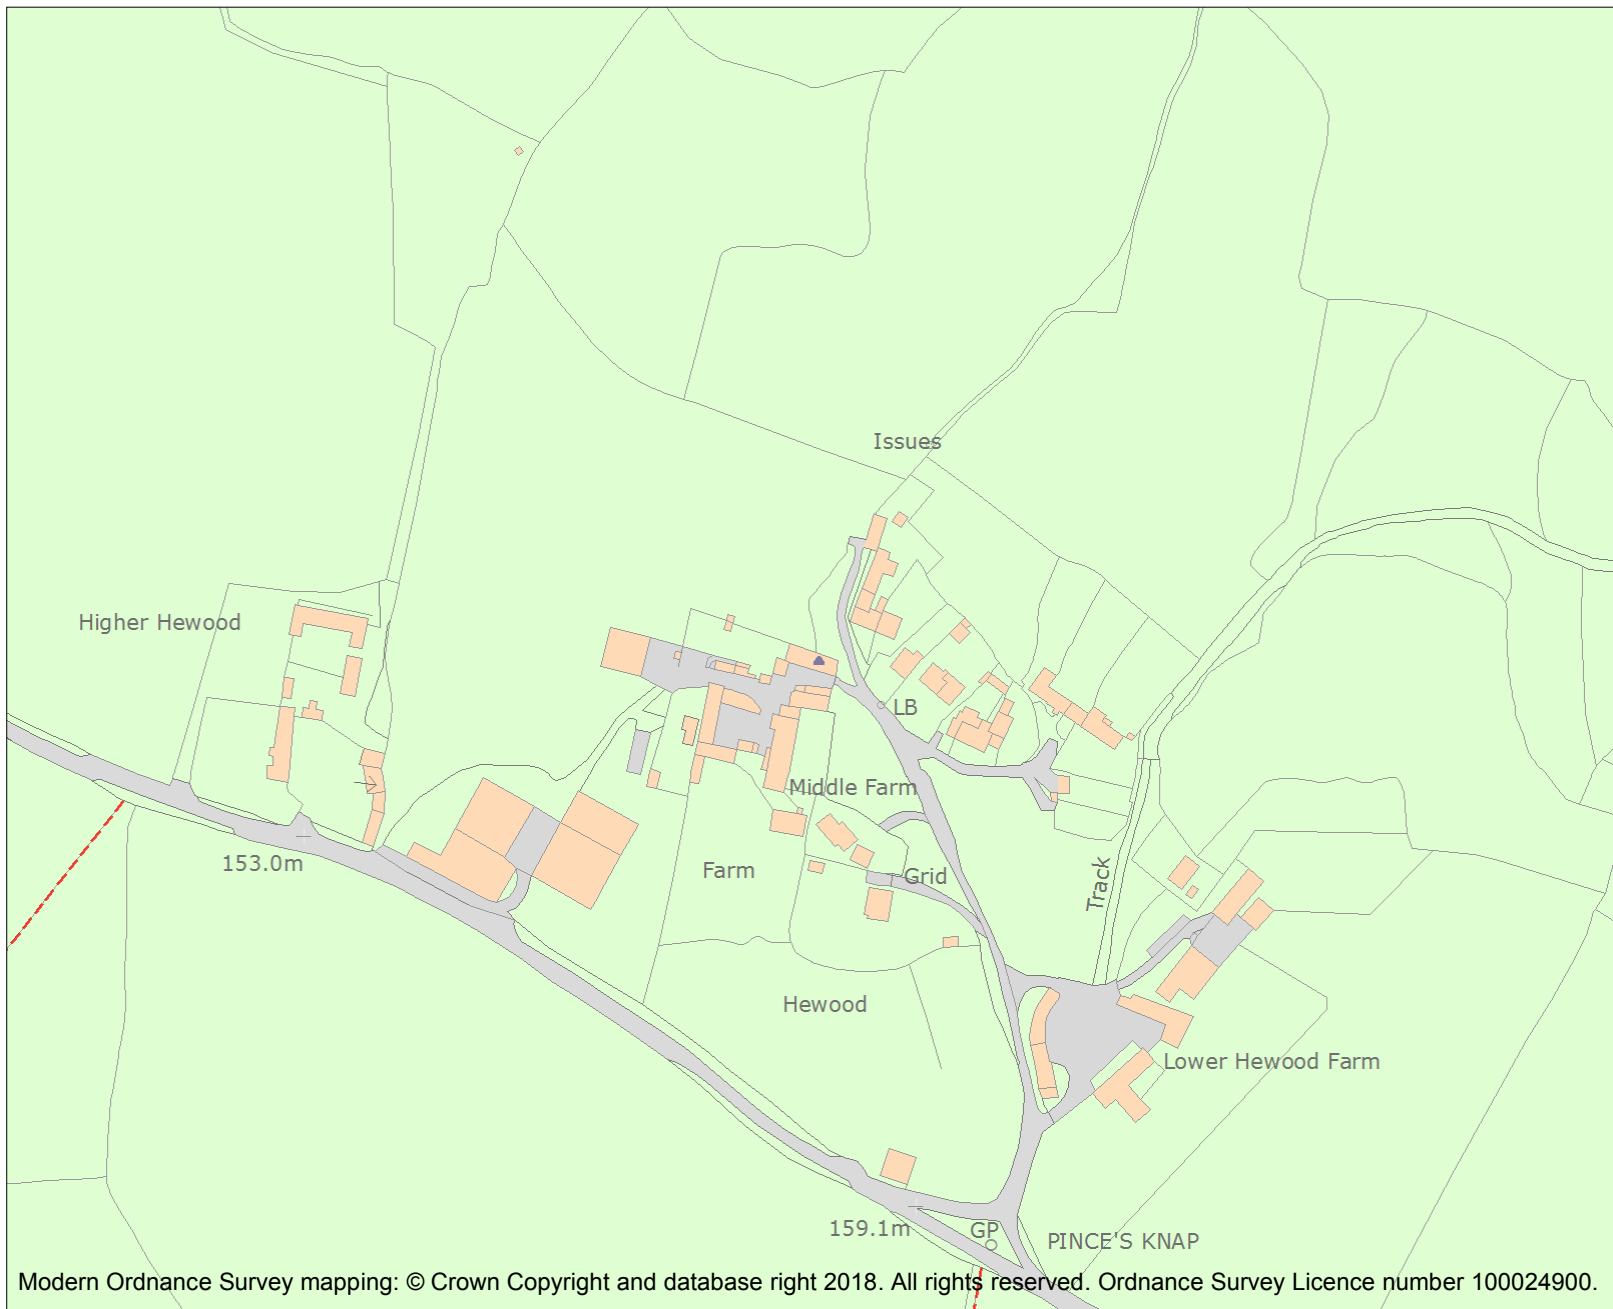 Issues
Higher Hewood
LB
Middle Farm
153.0m
Farm
Grid
Track
Hewood
Lower Hewood Farm
159.1m
GP
PINCE'S KNAP
Modern Ordnance Survey mapping: © Crown Copyright and database right 2018. All rights reserved. Ordnance Survey Licence number 100024900.